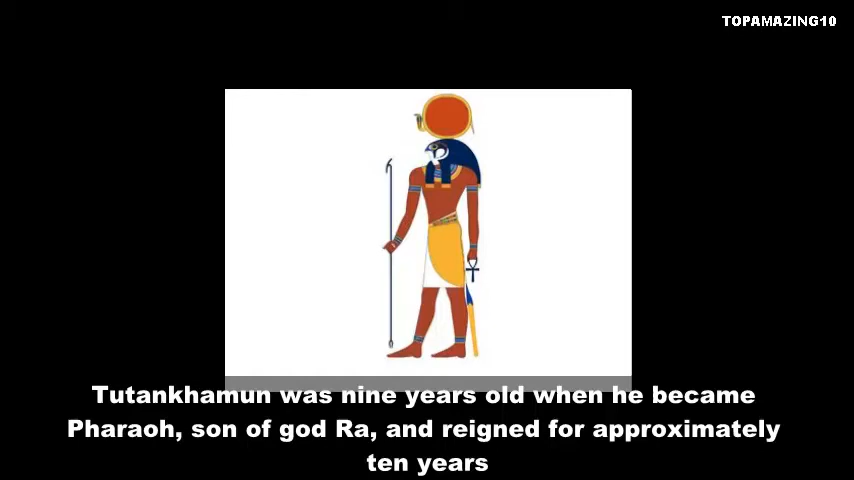 TOPAMAZING10
Tutankhamun was nine years old when he became
Pharaoh, son of god Ra, and reigned for approximately
ten years